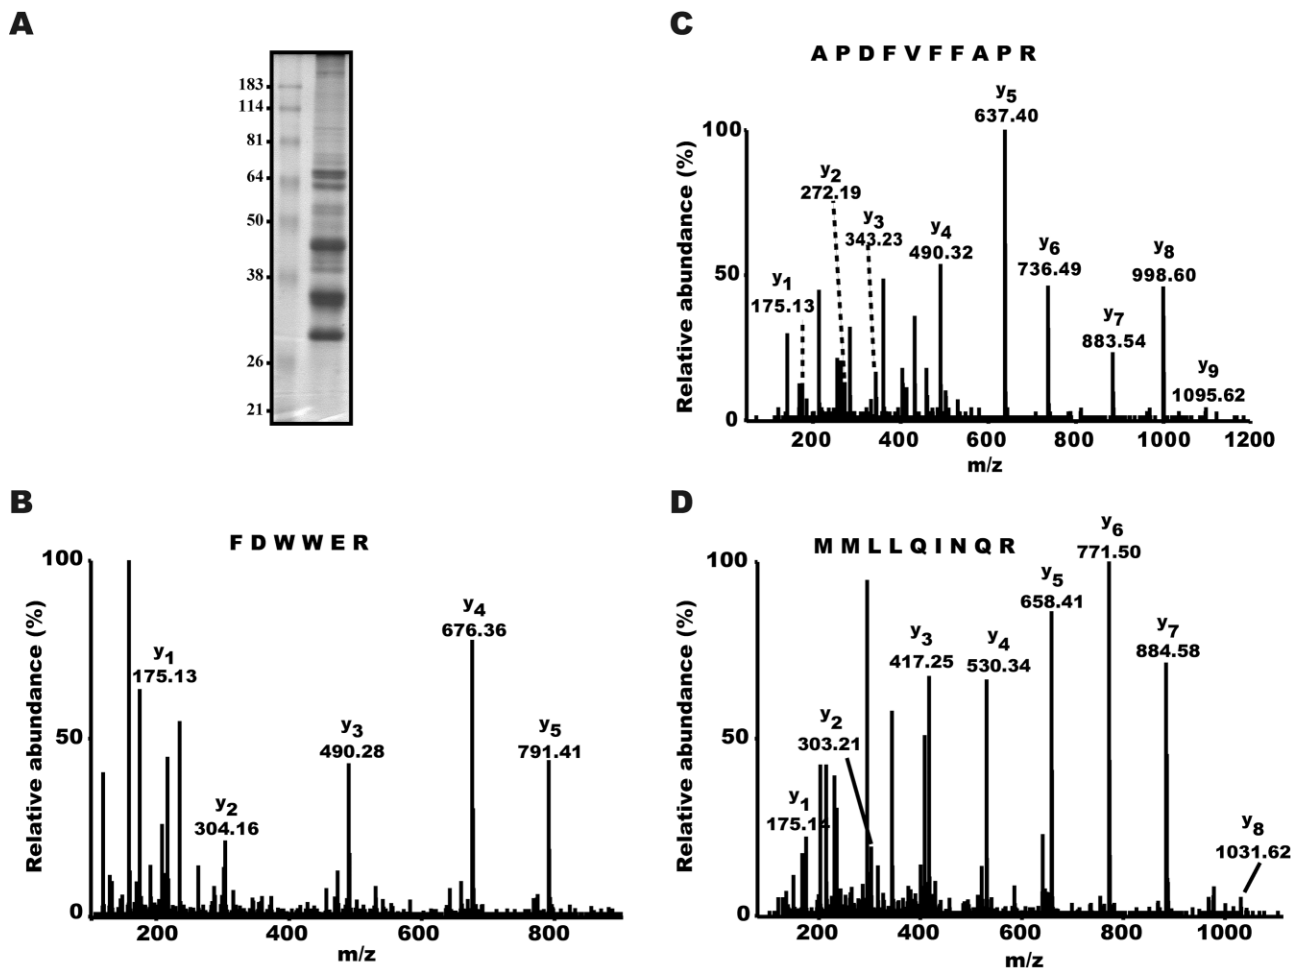 A
183
114
81
64
50
38
26
21
B
F D W W E R
Relative abundance (%)
100
50
0
y1
175.13
y2
304.16
y3
490.28
y4
676.36
y5
791.41
200
400
600
800
m/z
C
A P D F V F F A P R
Relative abundance (%)
100
50
0
y1
175.13
y2
272.19
y3
343.23
y4
490.32
y5
637.40
y6
736.49
y7
883.54
y8
998.60
y9
1095.62
200
400
600
800
1000
1200
m/z
D
M M L L Q I N Q R
Relative abundance (%)
100
50
0
y1
175.14
y2
303.21
y3
417.25
y4
530.34
y5
658.41
y6
771.50
y7
884.58
y8
1031.62
200
400
600
800
1000
m/z